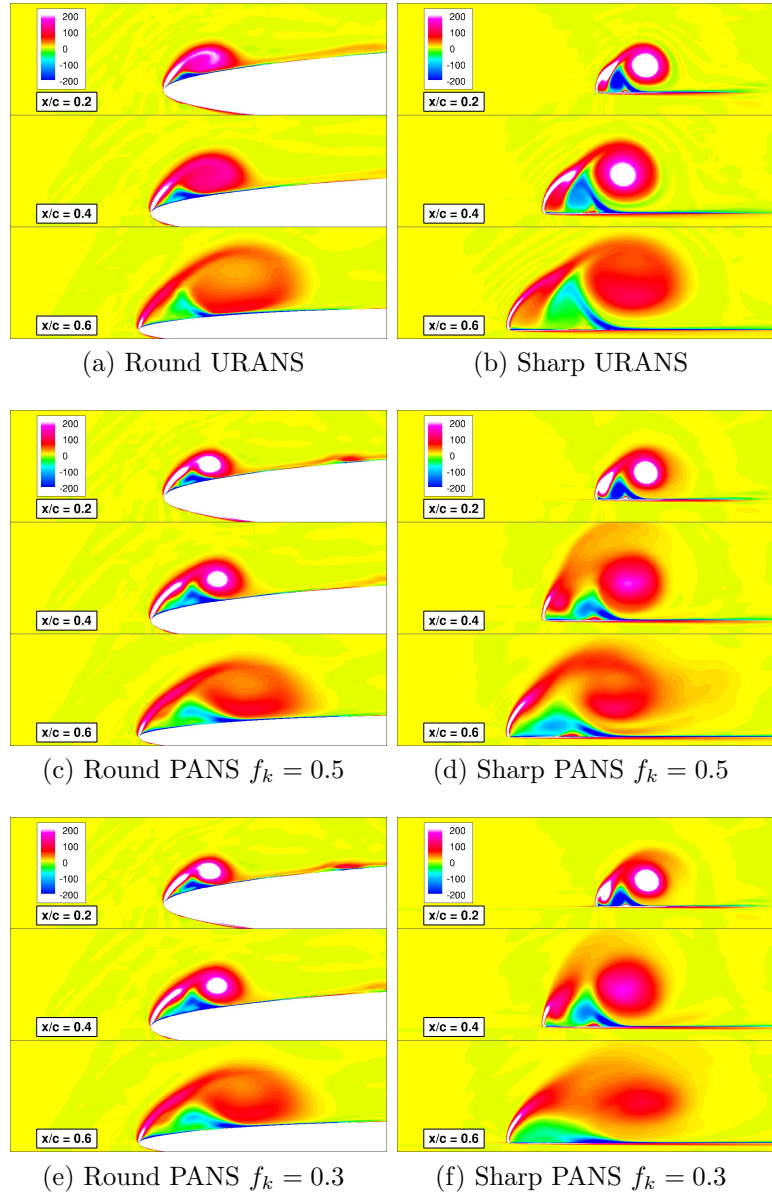 200
100
0
-100
-200
x/c = 0.2
x/c = 0.4
x/c = 0.6
(a) Round URANS
200
100
0
-100
-200
x/c = 0.2
x/c = 0.4
x/c = 0.6
(b) Sharp URANS
200
100
0
-100
-200
x/c = 0.2
x/c = 0.4
x/c = 0.6
(c) Round PANS $f_k = 0.5$
200
100
0
-100
-200
x/c = 0.2
x/c = 0.4
x/c = 0.6
(d) Sharp PANS $f_k = 0.5$
200
100
0
-100
-200
x/c = 0.2
x/c = 0.4
x/c = 0.6
(e) Round PANS $f_k = 0.3$
200
100
0
-100
-200
x/c = 0.2
x/c = 0.4
x/c = 0.6
(f) Sharp PANS $f_k = 0.3$